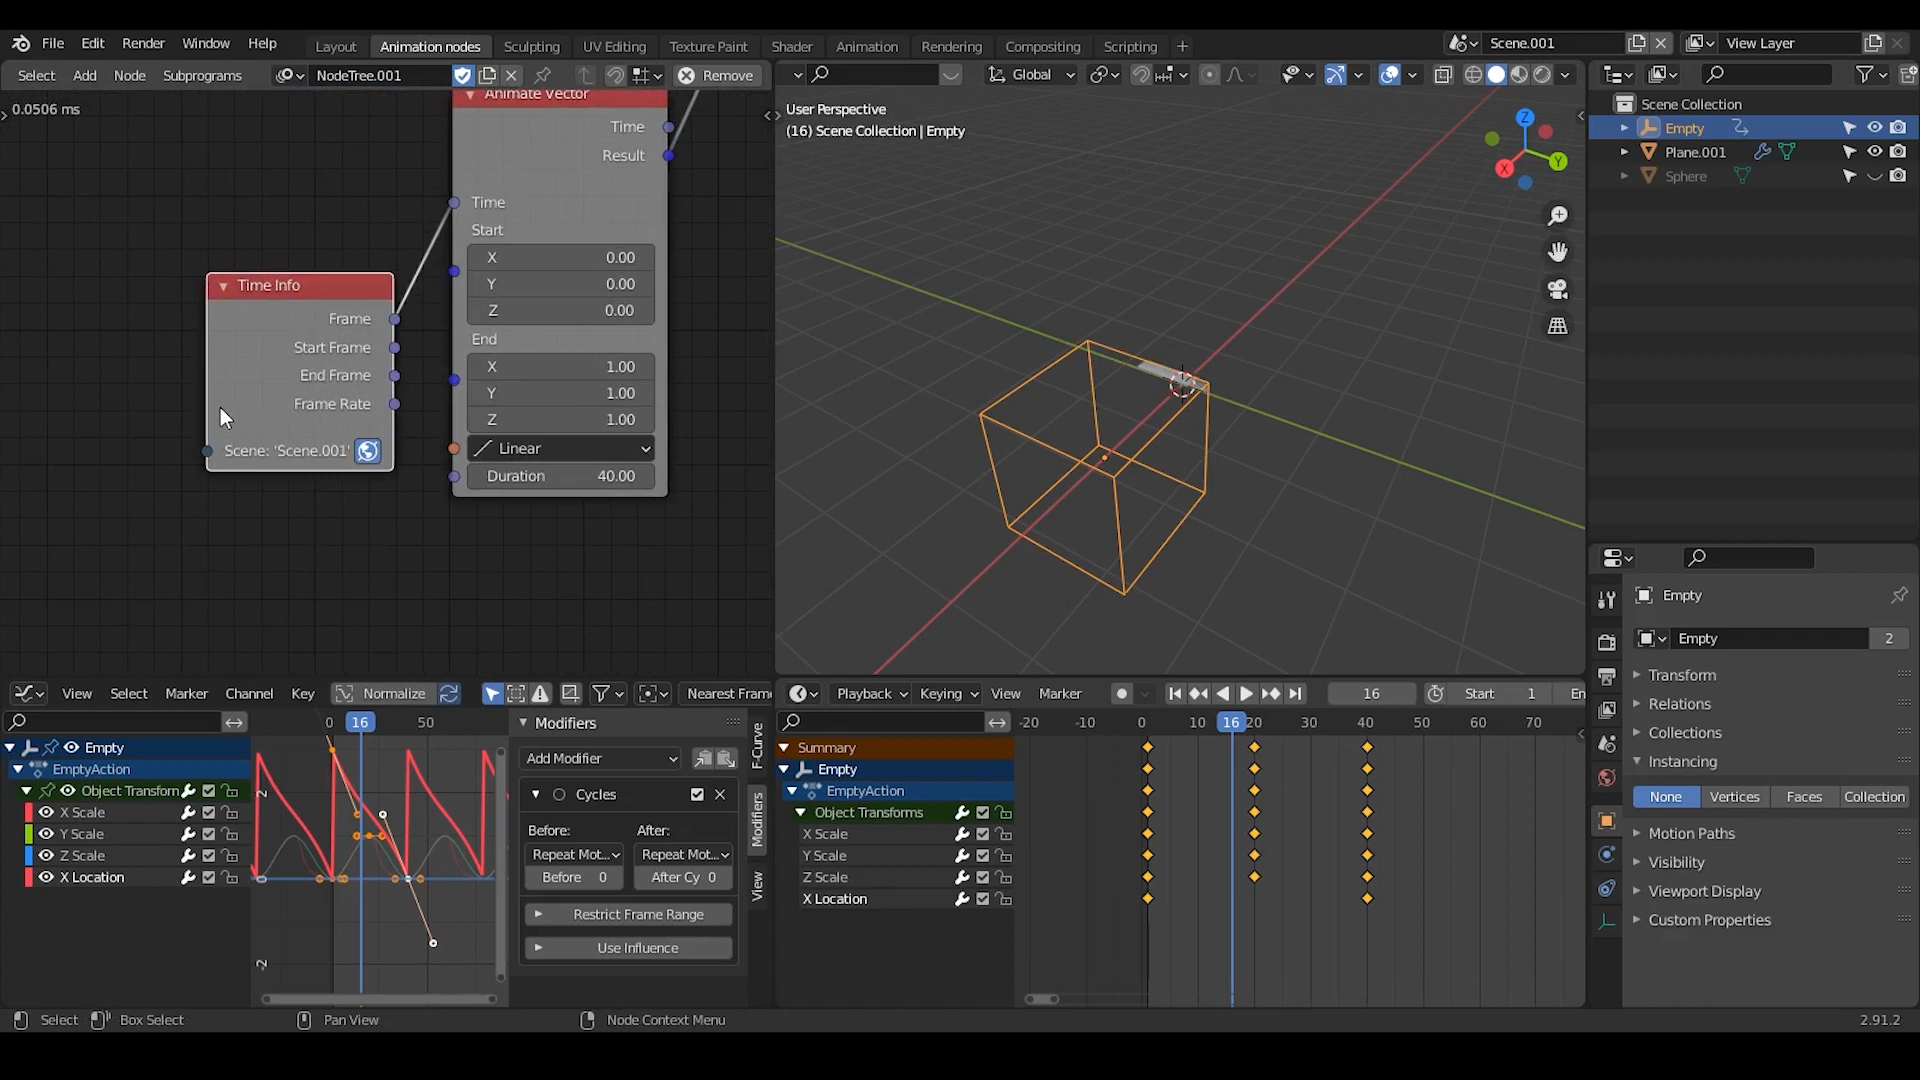 File Edit Render Window Help Layout Animation nodes Sculpting UV Editing Texture Paint Shader Animation Rendering Compositing Scripting + Scene.001 View Layer
Select Add Node Subprograms NodeTree.001 Remove
0.0506 ms
Animate Vector
Time
Result
Time
Start
X 0.00
Y 0.00
Z 0.00
End
X 1.00
Y 1.00
Z 1.00
Linear
Duration 40.00
Time Info
Frame
Start Frame
End Frame
Frame Rate
Scene: 'Scene.001'
Global
User Perspective
(16) Scene Collection | Empty
Z
Y
X
Scene Collection
Empty
Plane.001
Sphere
Empty
Empty 2
Transform
Relations
Collections
Instancing
None Vertices Faces Collection
Motion Paths
Visibility
Viewport Display
Custom Properties
View Select Marker Channel Key Normalize Nearest Fram
0 16 50
Empty
EmptyAction
Object Transform
X Scale
Y Scale
Z Scale
X Location
2
-2
Modifiers
Add Modifier
Cycles
Before: After:
Repeat Mot... Repeat Mot...
Before 0 After Cy 0
Restrict Frame Range
Use Influence
F-Curve
Modifiers
View
Playback Keying View Marker 16 Start 1 En
-20 -10 0 10 16 20 30 40 50 60 70
Summary
Empty
EmptyAction
Object Transforms
X Scale
Y Scale
Z Scale
X Location
Select Box Select Pan View Node Context Menu 2.91.2